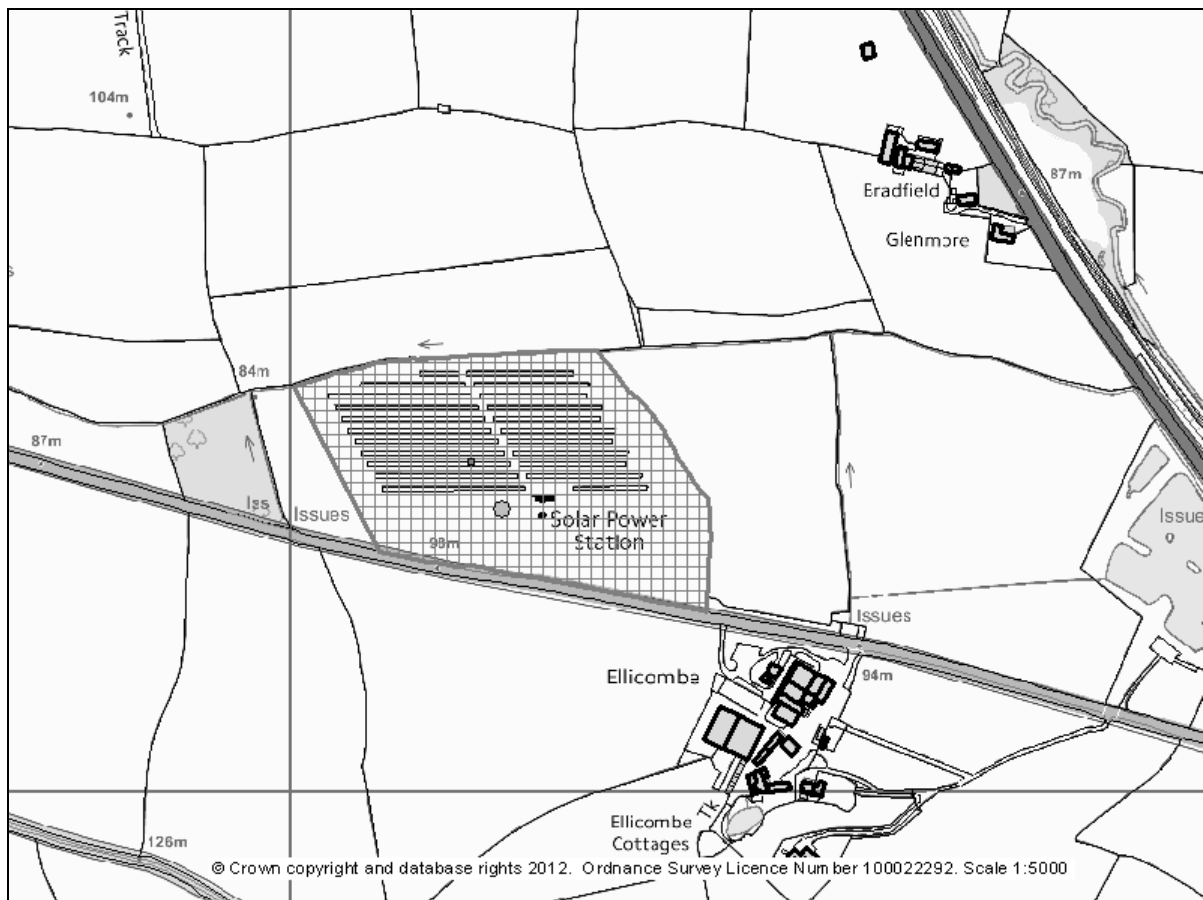 Track
104m
87m
Bradfield
Glenmore
84m
87m
Iss
Issues
98m
Solar Power
Station
Issues
Issue
Ellicombe
94m
Tk
Ellicombe
Cottages
126m
© Crown copyright and database rights 2012. Ordnance Survey Licence Number 100022292. Scale 1:5000